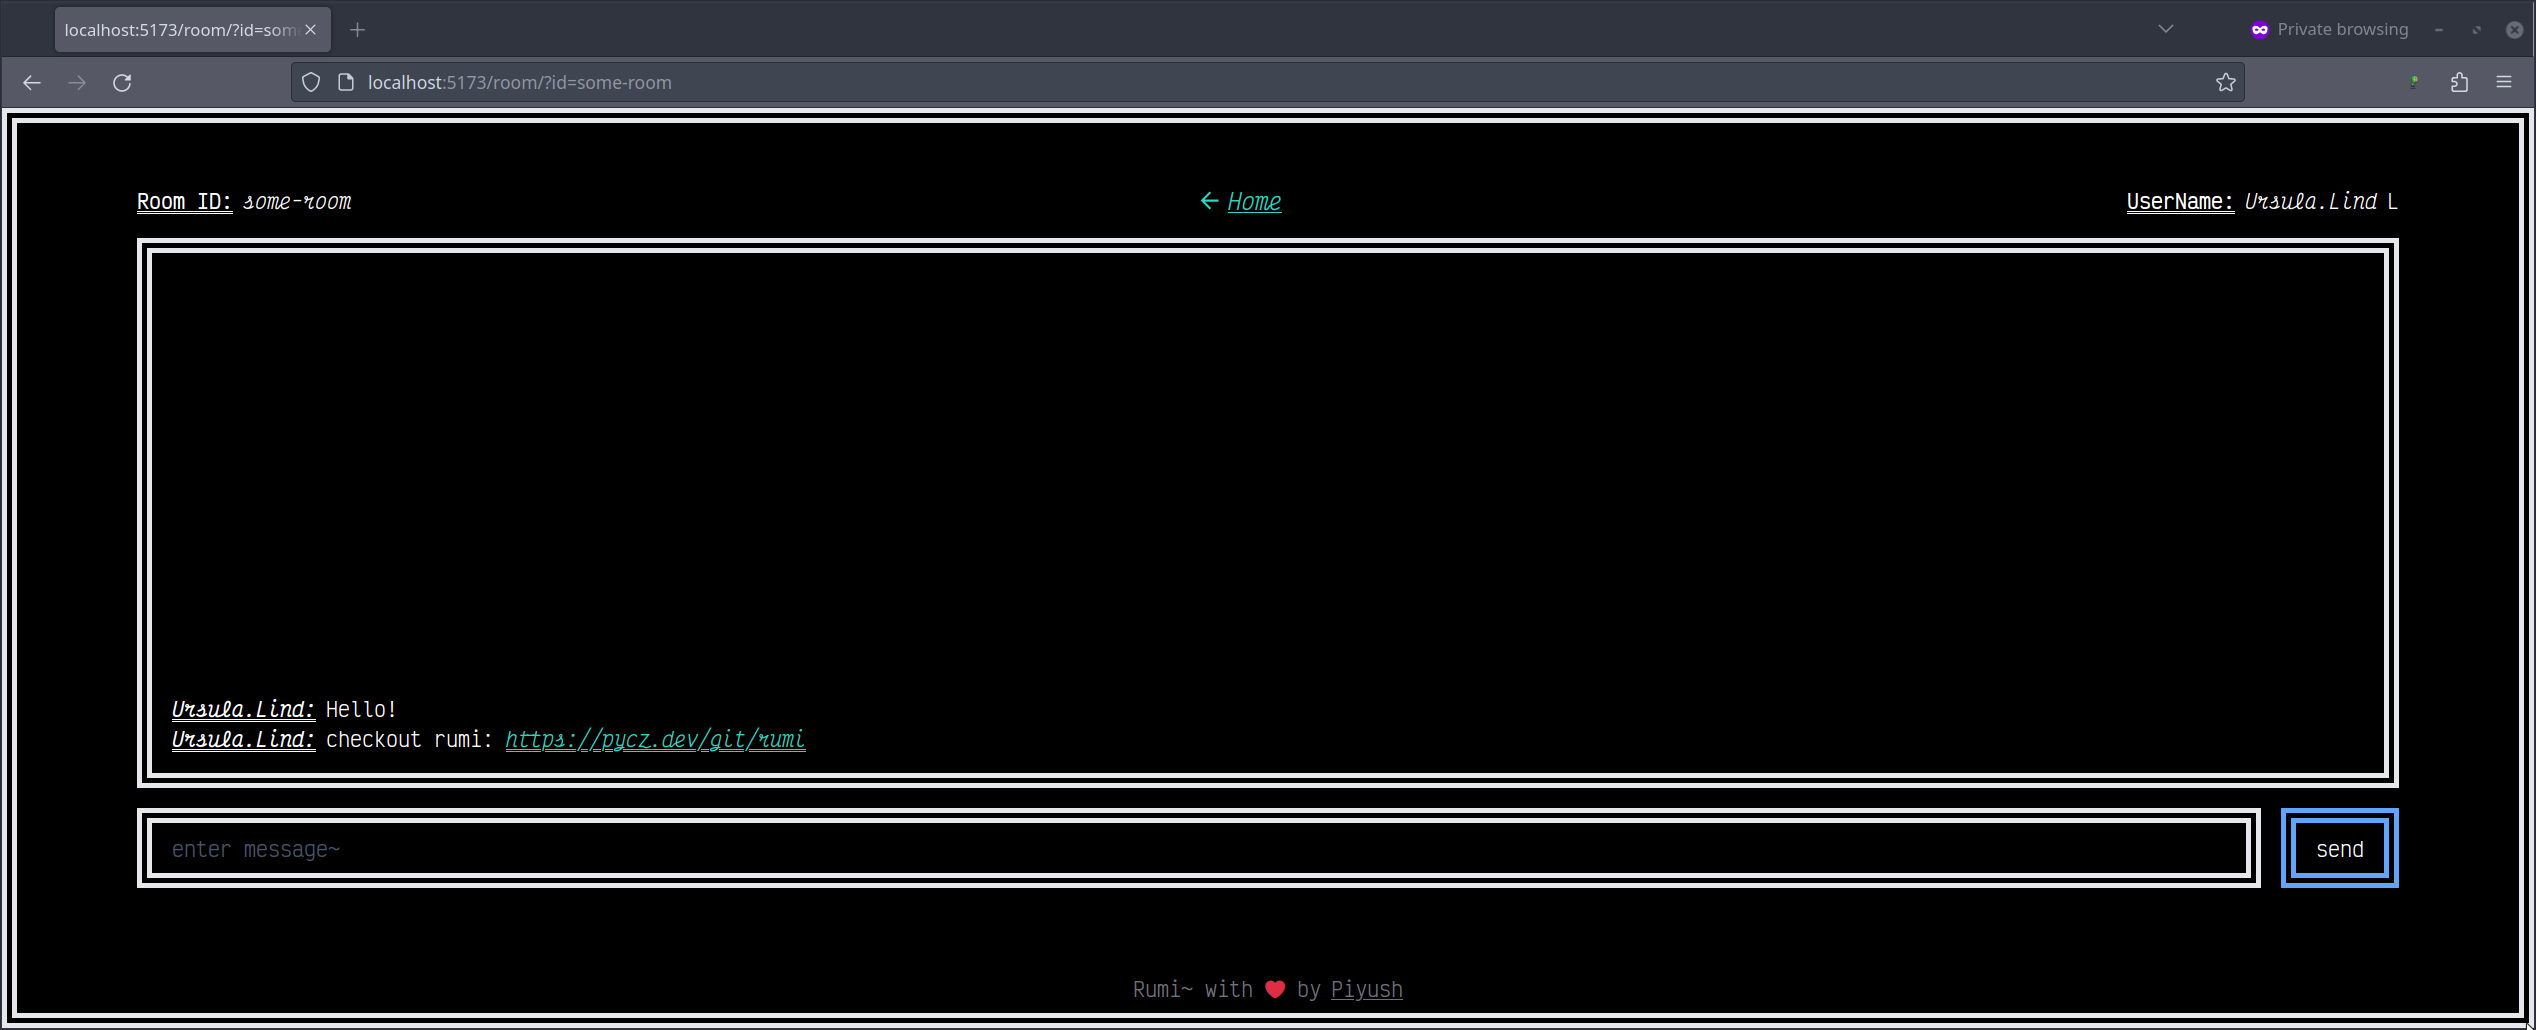 localhost:5173/room/?id=som
Private browsing
localhost:5173/room/?id=some-room
Room ID: some-room
← Home
UserName: Ursula.Lind L
Ursula.Lind: Hello!
Ursula.Lind: checkout rumi: https://pycz.dev/git/rumi
enter message~
send
Rumi~ with ❤ by Piyush